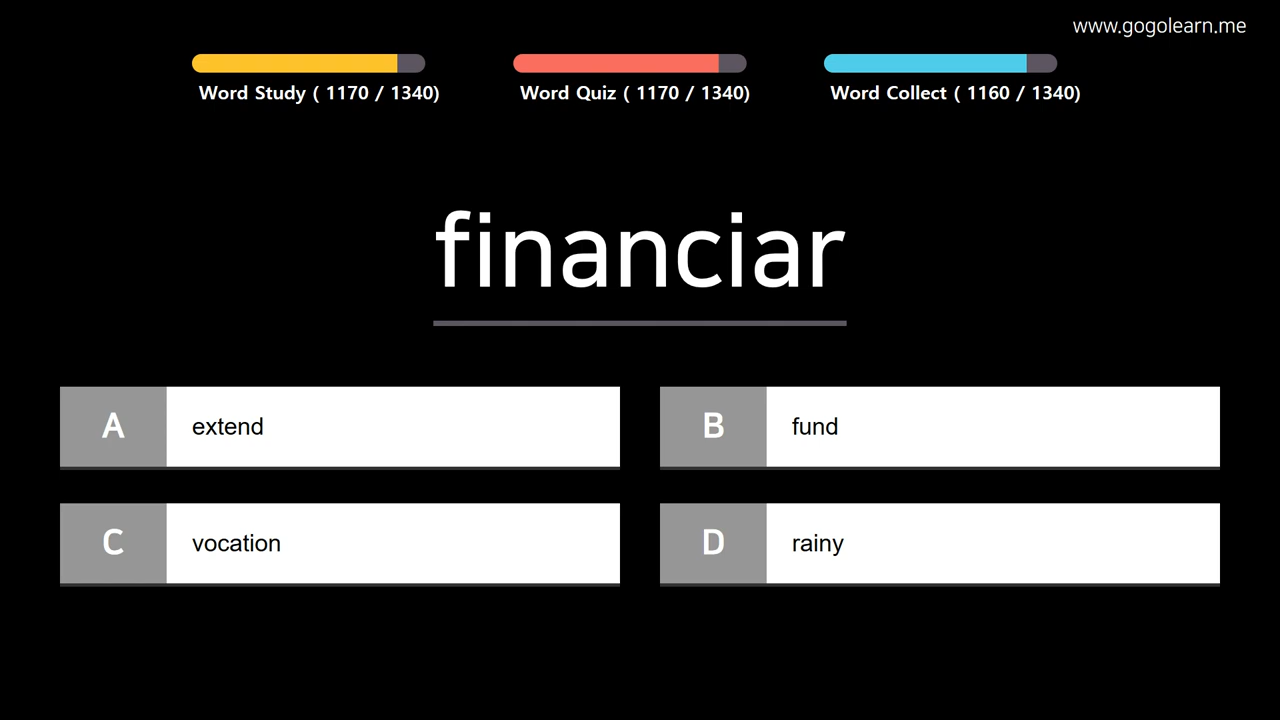 www.gogolearn.me
Word Study ( 1170 / 1340)
Word Quiz ( 1170 / 1340)
Word Collect ( 1160 / 1340)
financiar
A
extend
B
fund
C
vocation
D
rainy